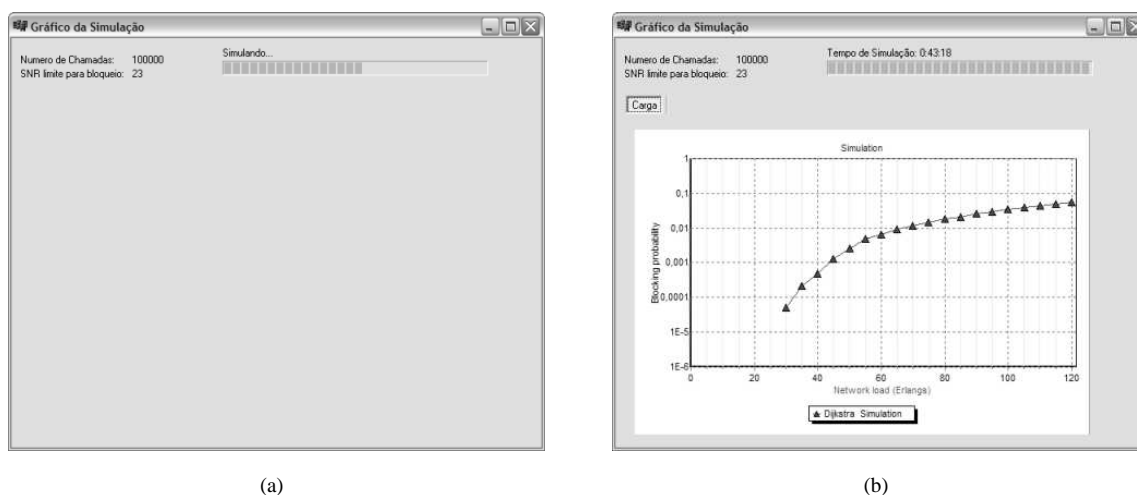 Gráfico da Simulação
Numero de Chamadas: 100000
SNR limite para bloqueio: 23
Simulando...
(a)
Gráfico da Simulação
Numero de Chamadas: 100000
SNR limite para bloqueio: 23
Tempo de Simulação: 0:43:18
Carga
Simulation
Blocking probability
1
0,1
0,01
0,001
0,0001
1E-5
1E-6
0 20 40 60 80 100 120
Network load (Erlangs)
Dijkstra Simulation
(b)